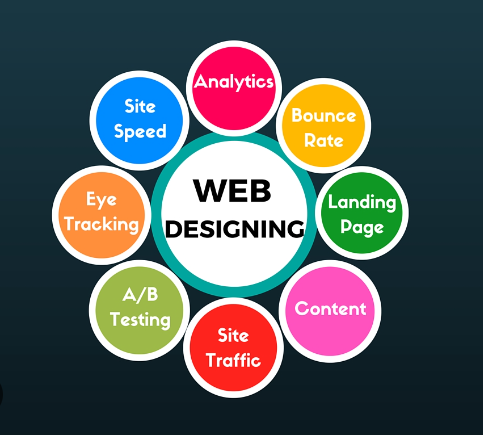 Analytics
Site
Speed
Bounce
Rate
Eye
Tracking
WEB
DESIGNING
Landing
Page
A/B
Testing
Content
Site
Traffic